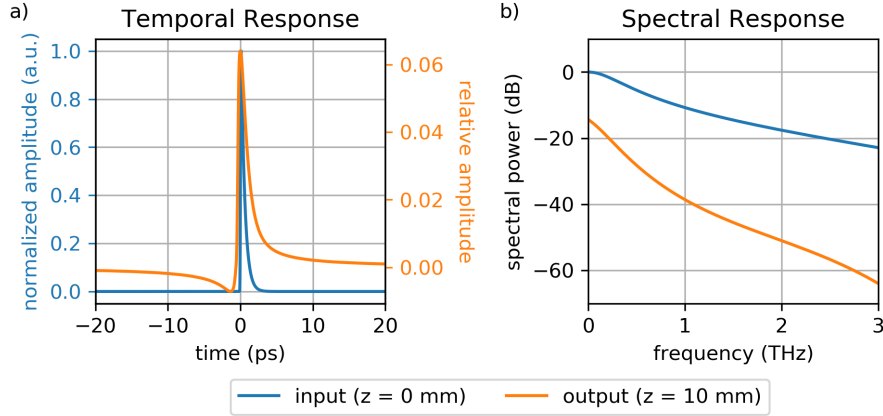 a)
Temporal Response
normalized amplitude (a.u.)
1.0
0.8
0.6
0.4
0.2
0.0
0.06
0.04
0.02
0.00
relative amplitude
−20
−10
0
10
20
time (ps)
b)
Spectral Response
spectral power (dB)
0
−20
−40
−60
0
1
2
3
frequency (THz)
input (z = 0 mm)
output (z = 10 mm)